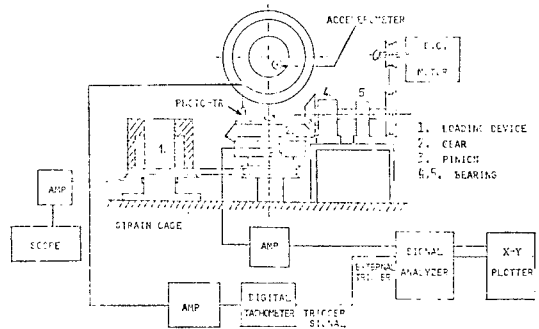 ACCELEROMETER
D.C.
MOTOR
PHOTO-TR
4.
5
1.
1. LOADING DEVICE
2. GEAR
3. PINION
4,5. BEARING
STRAIN GAGE
AMP
SCOPE
AMP
EXTERNAL
TRIGGER
SIGNAL
ANALYZER
X-Y
PLOTTER
AMP
DIGITAL
TACHOMETER
TRIGGER
SIGNAL